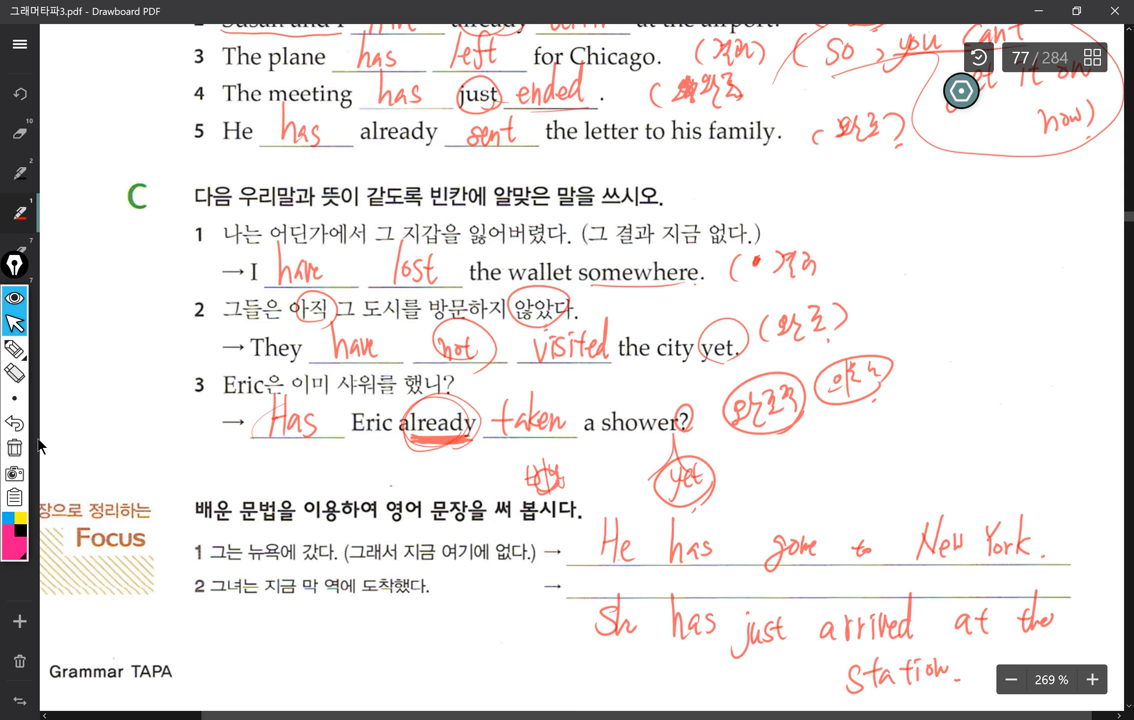 그래머타파3.pdf - Drawboard PDF
2 Susan and I have already at the airport.
3 The plane has left for Chicago. (결과) ( So , you can't
77 / 284
4 The meeting has just ended . ( 완료 it on
5 He has already sent the letter to his family. (완료) now)
C 다음 우리말과 뜻이 같도록 빈칸에 알맞은 말을 쓰시오.
1 나는 어딘가에서 그 지갑을 잃어버렸다. (그 결과 지금 없다.)
→ I have lost the wallet somewhere. ( 결과
2 그들은 아직 그 도시를 방문하지 않았다.
→ They have not visited the city yet. (완료)
3 Eric은 이미 샤워를 했니?
→ Has Eric already taken a shower?
yet
장으로 정리하는 배운 문법을 이용하여 영어 문장을 써 봅시다.
Focus
1 그는 뉴욕에 갔다. (그래서 지금 여기에 없다.) → He has gone to New York.
2 그녀는 지금 막 역에 도착했다. →
Sh has just arrived at the
station.
Grammar TAPA
269 %